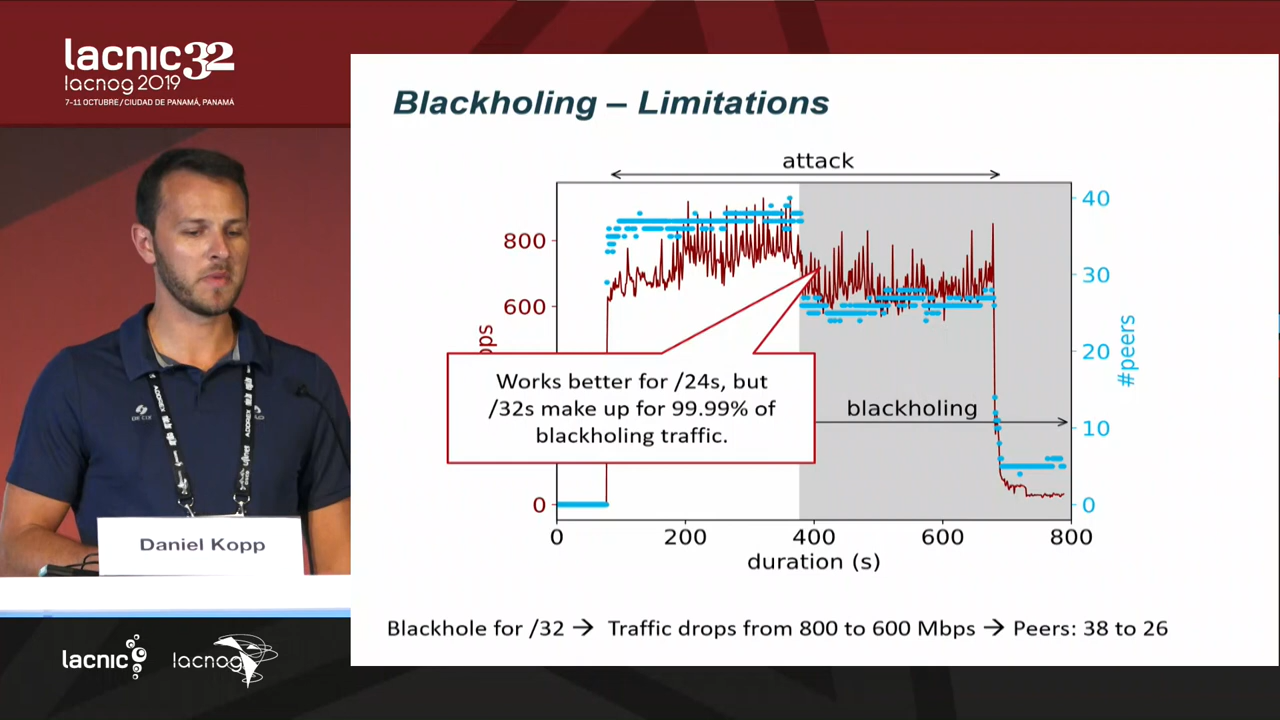 lacnic 32
lacnog 2019
7-11 OCTUBRE / CIUDAD DE PANAMÁ, PANAMÁ
Blackholing – Limitations
attack
800
600
0
40
30
20
10
0
#peers
Works better for /24s, but
/32s make up for 99.99% of
blackholing traffic.
blackholing
0 200 400 600 800
duration (s)
Blackhole for /32 → Traffic drops from 800 to 600 Mbps → Peers: 38 to 26
Daniel Kopp
lacnic
lacnog